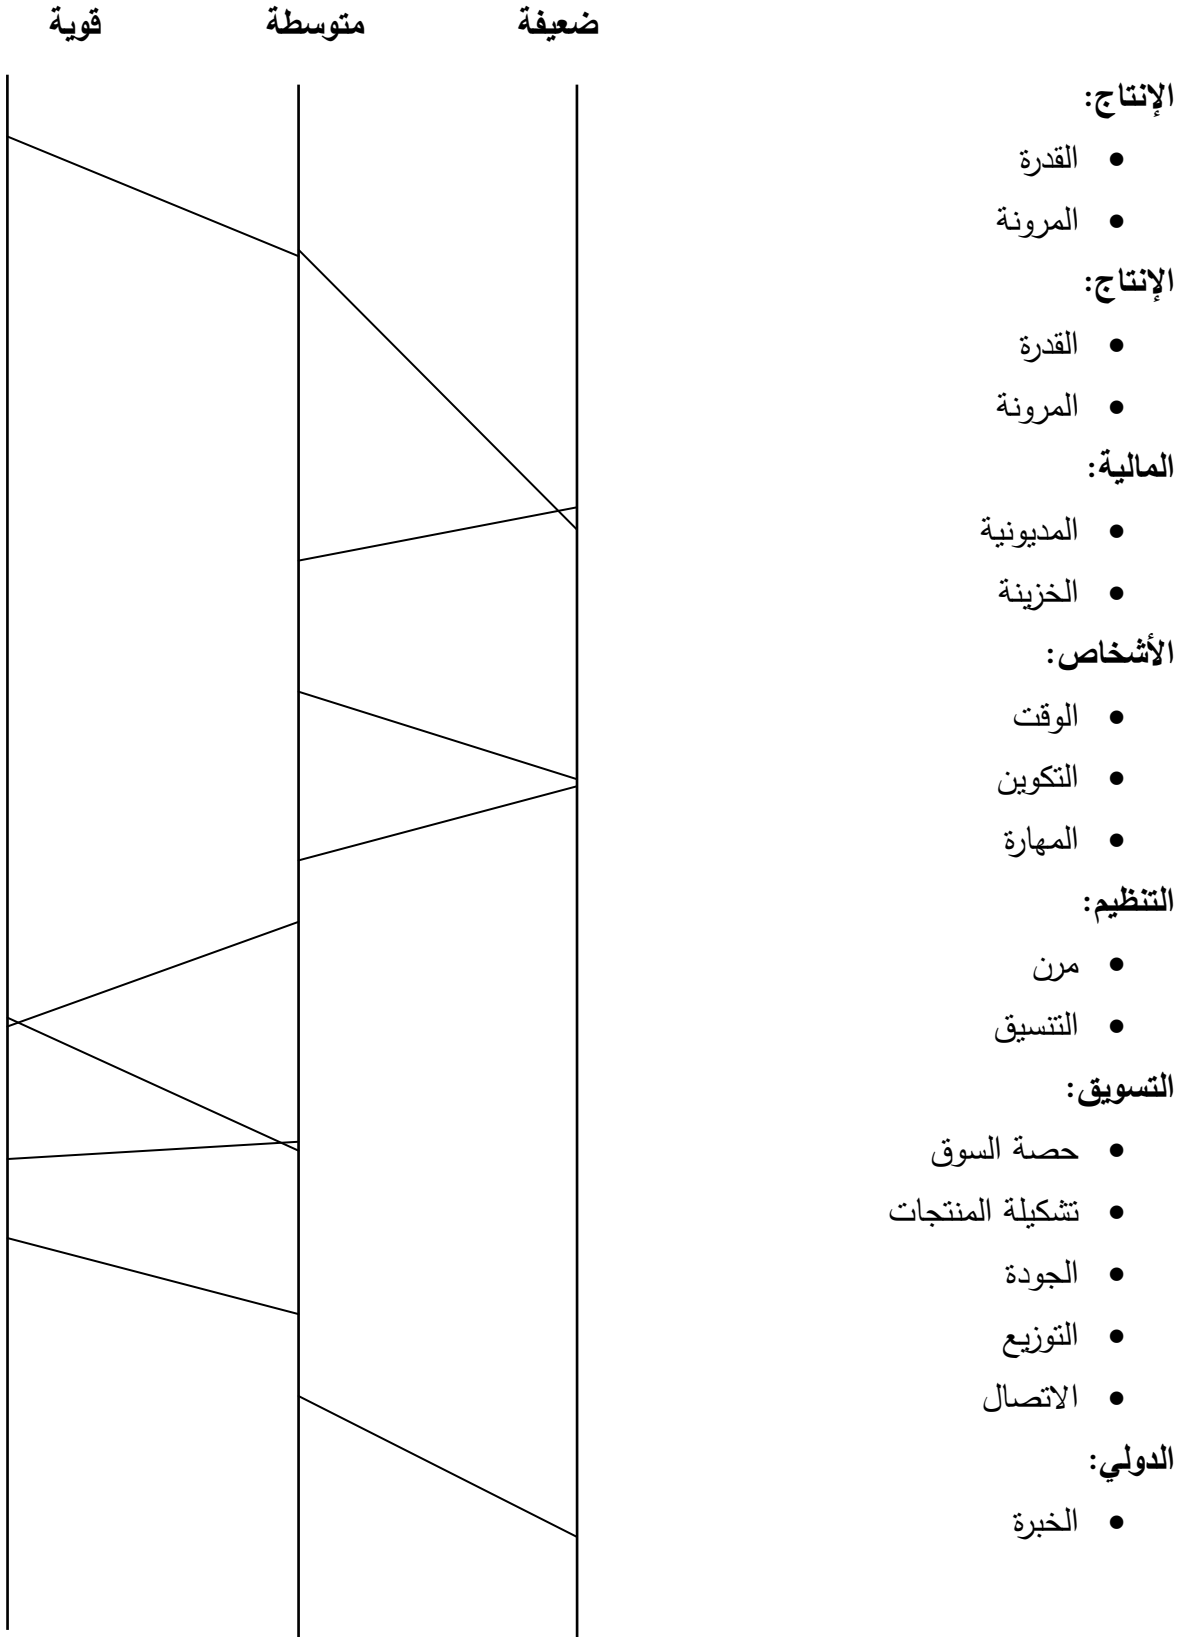 ضعيفة متوسطة قوية
الإنتاج:
• القدرة
• المرونة
الإنتاج:
• القدرة
• المرونة
المالية:
• المديونية
• الخزينة
الأشخاص:
• الوقت
• التكوين
• المهارة
التنظيم:
• مرن
• التنسيق
التسويق:
• حصة السوق
• تشكيلة المنتجات
• الجودة
• التوزيع
• الاتصال
الدولي:
• الخبرة